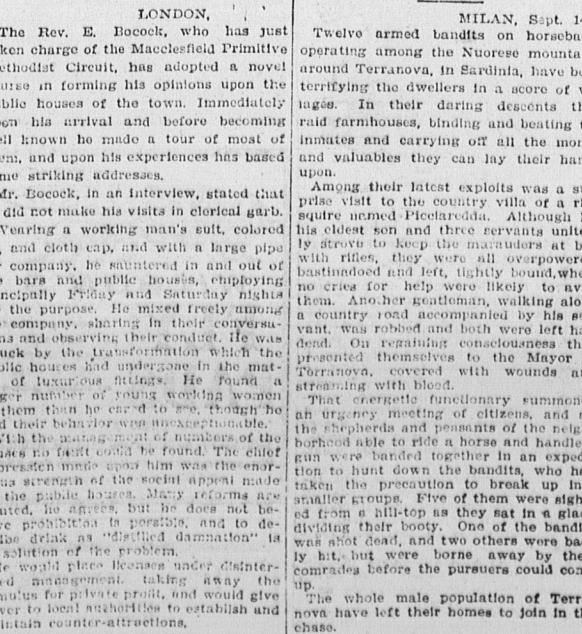 LONDON,
The Rev. E. Bocock, who has just
ken charge of the Macclesfield Primitive
ethodist Circuit, has adopted a novel
urse in forming his opinions upon the
blic houses of the town. Immediately
on his arrival and before becoming
ell known he made a tour of most of
em, and upon his experiences has based
me striking addresses.
Mr. Bocock, in an interview, stated that
did not make his visits in clerical garb.
Wearing a working man's suit, colored
, and cloth cap, and with a large pipe
company, he sauntered in and out of
e bars and public houses, employing
ncipally Friday and Saturday nights
the purpose. He mixed freely among
company, sharing in their conversa-
ns and observing their conduct. He was
uck by the transformation which the
blic houses had undergone in the mat-
of luxurious fittings. He found a
ger number of young working women
them than he cared to see, though he
d their behavior was unexceptionable.
With the management of numbers of the
uses no fault could be found. The chief
pression made upon him was the enor-
us strength of the social appeal made
the public houses. Many reforms are
nted, he agrees, but he does not be-
ve prohibition is possible, and to de-
ibe drink as "distilled damnation" is
solution of the problem.
e would place licenses under disinter-
ed management, taking away the
mulus for private profit, and would give
wer to local authorities to establish and
intain counter-attractions.
MILAN, Sept. 1
Twelve armed bandits on horseba
operating among the Nuorese mounta
around Terranova, in Sardinia, have be
terrifying the dwellers in a score of v
lages. In their daring descents th
raid farmhouses, binding and beating t
inmates and carrying off all the mon
and valuables they can lay their han
upon.
Among their latest exploits was a su
prise visit to the country villa of a ri
squire named Picciaredda. Although
his eldest son and three servants unite
ly strove to keep the marauders at b
with rifles, they were all overpowere
bastinadoed and left, tightly bound, whe
no cries for help were likely to av
them. Another gentleman, walking alo
a country road accompanied by his se
vant, was robbed and both were left ha
dead. On regaining consciousness th
presented themselves to the Mayor
Terranova, covered with wounds a
streaming with blood.
That energetic functionary summon
an urgency meeting of citizens, and
the shepherds and peasants of the neig
borhood able to ride a horse and handle
gun were banded together in an exped
tion to hunt down the bandits, who h
taken the precaution to break up in
smaller groups. Five of them were sigh
ed from a hill-top as they sat in a gla
dividing their booty. One of the bandi
was shot dead, and two others were ba
ly hit, but were borne away by the
comrades before the pursuers could com
up.
The whole male population of Terr
nova have left their homes to join in th
chase.